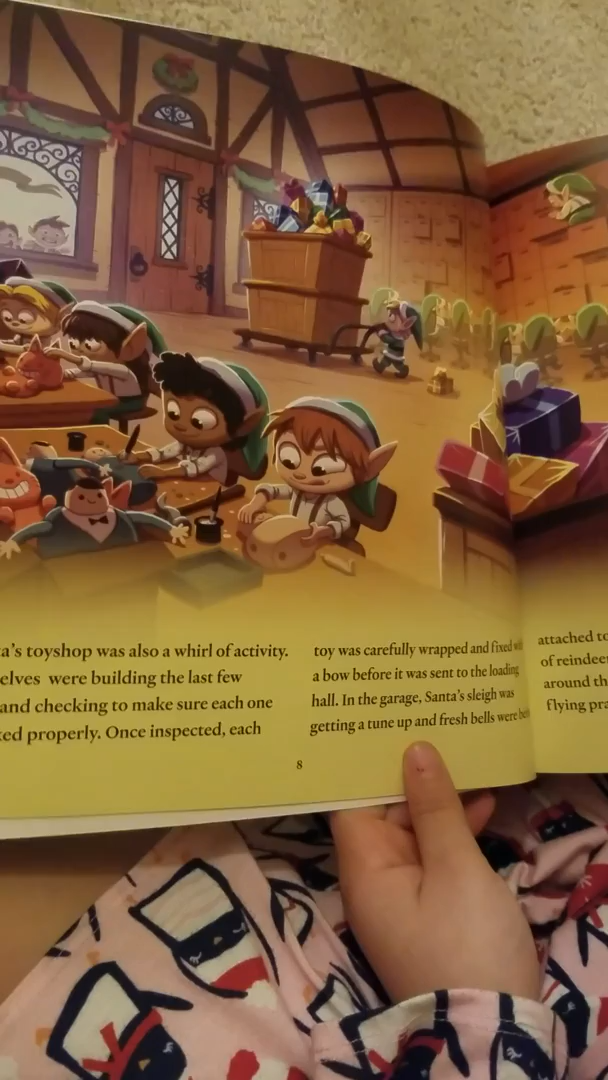 a's toyshop was also a whirl of activity.
elves were building the last few
and checking to make sure each one
ked properly. Once inspected, each
toy was carefully wrapped and fixed
a bow before it was sent to the loading
hall. In the garage, Santa's sleigh was
getting a tune up and fresh bells were
8
attached to
of reindee
around th
flying pra